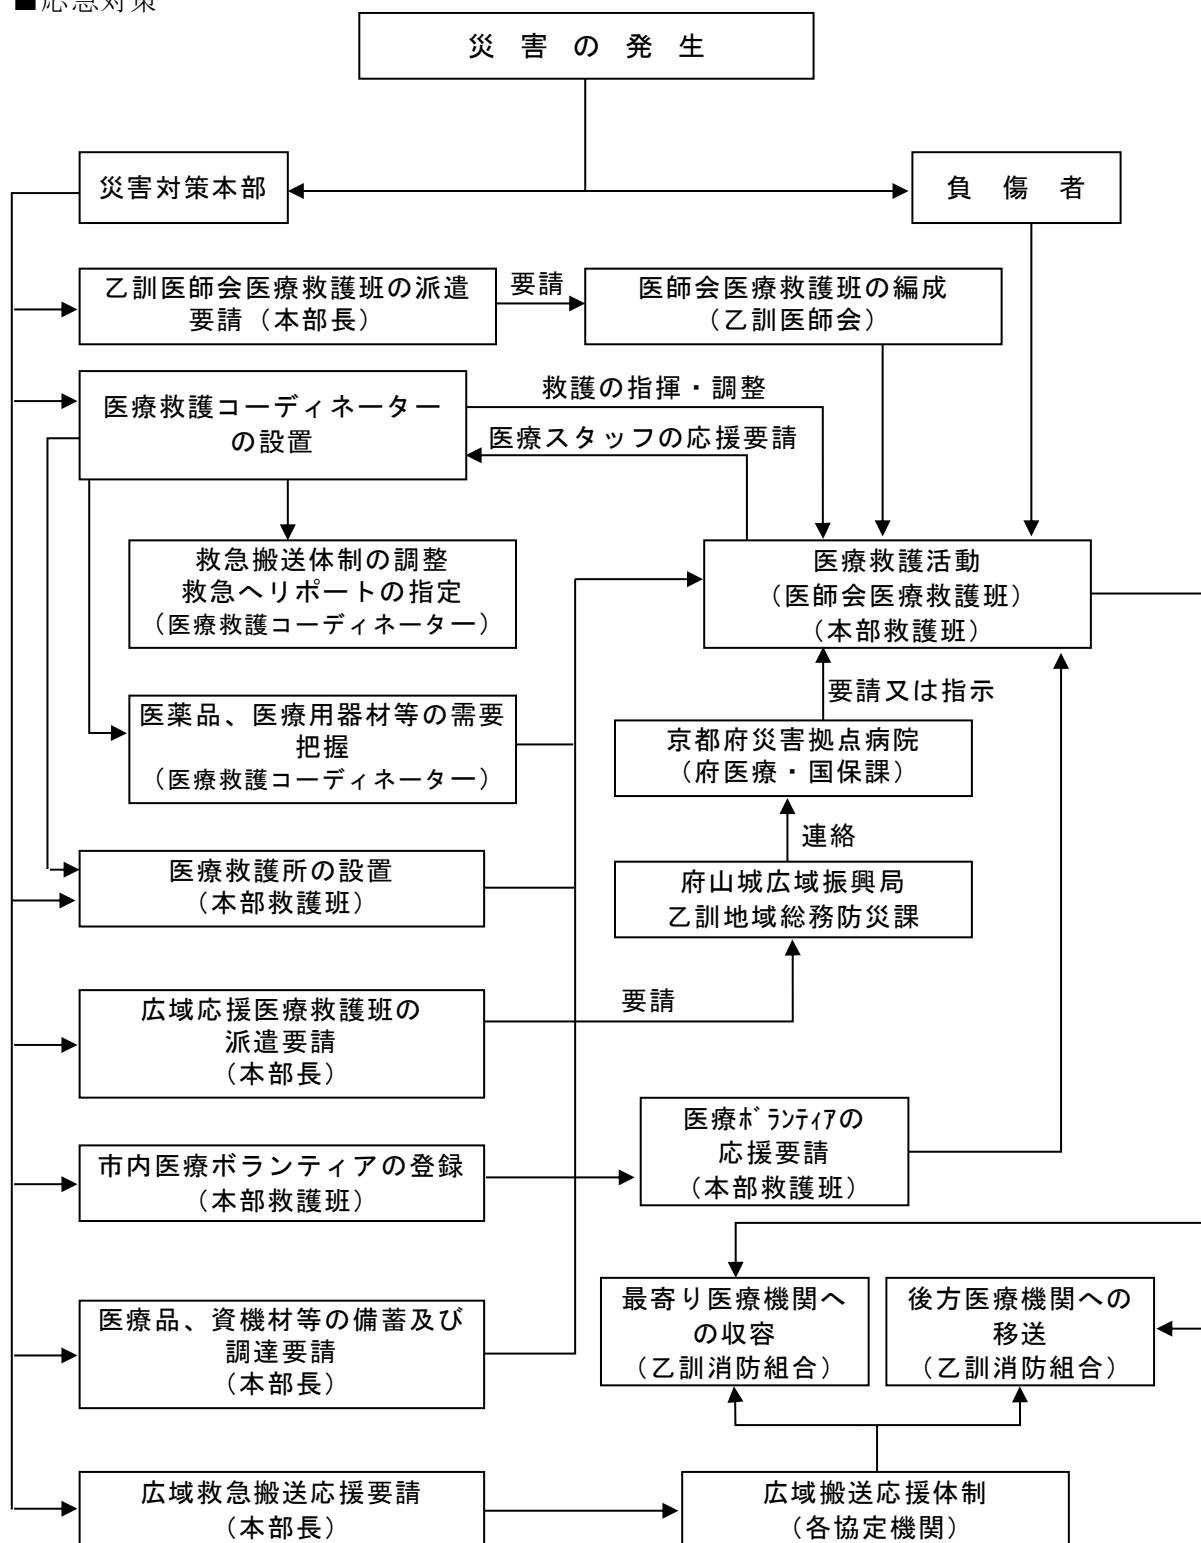 ■応急対策
災害の発生
災害対策本部
負傷者
乙訓医師会医療救護班の派遣
要請（本部長）
要請
医師会医療救護班の編成
（乙訓医師会）
医療救護コーディネーター
の設置
救護の指揮・調整
医療スタッフの応援要請
救急搬送体制の調整
救急ヘリポートの指定
（医療救護コーディネーター）
医療救護活動
（医師会医療救護班）
（本部救護班）
医薬品、医療用器材等の需要
把握
（医療救護コーディネーター）
要請又は指示
京都府災害拠点病院
（府医療・国保課）
連絡
医療救護所の設置
（本部救護班）
府山城広域振興局
乙訓地域総務防災課
広域応援医療救護班の
派遣要請
（本部長）
要請
市内医療ボランティアの登録
（本部救護班）
医療ﾎﾞﾗﾝﾃｨｱの
応援要請
（本部救護班）
医療品、資機材等の備蓄及び
調達要請
（本部長）
最寄り医療機関へ
の収容
（乙訓消防組合）
後方医療機関への
移送
（乙訓消防組合）
広域救急搬送応援要請
（本部長）
広域搬送応援体制
（各協定機関）